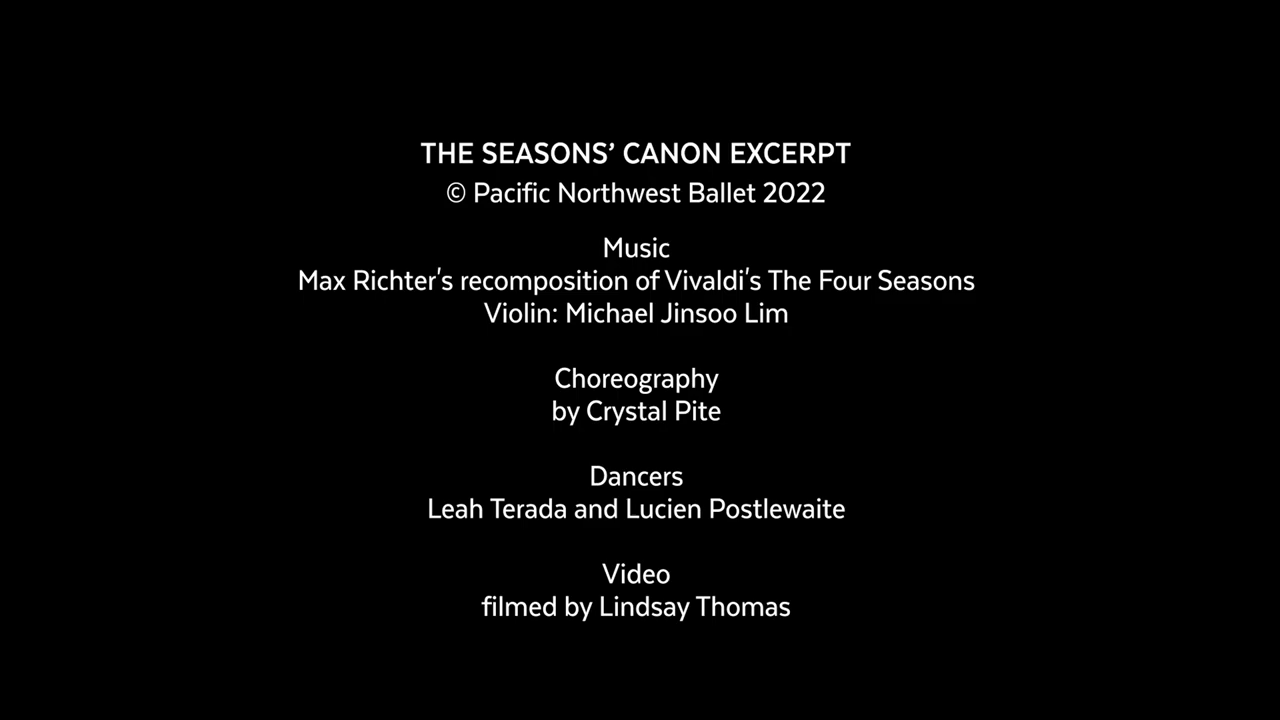 THE SEASONS’ CANON EXCERPT
© Pacific Northwest Ballet 2022
Music
Max Richter's recomposition of Vivaldi's The Four Seasons
Violin: Michael Jinsoo Lim
Choreography
by Crystal Pite
Dancers
Leah Terada and Lucien Postlewaite
Video
filmed by Lindsay Thomas